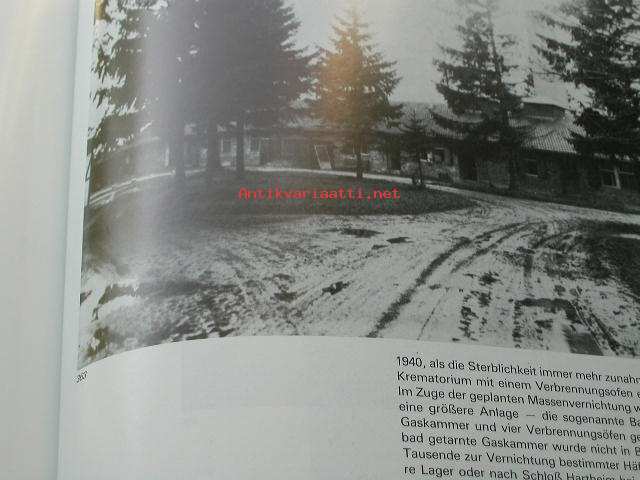 Antikvariaatti.net
367
1940, als die Sterblichkeit immer mehr
Krematorium mit einem Verbrennungsofen
Im Zuge der geplanten Massenvernichtung
eine größere Anlage — die sogenannte
Gaskammer und vier Verbrennungsöfen
bad getarnte Gaskammer wurde nicht in
Tausende zur Vernichtung bestimmter
re Lager oder nach Schloß Hartheim